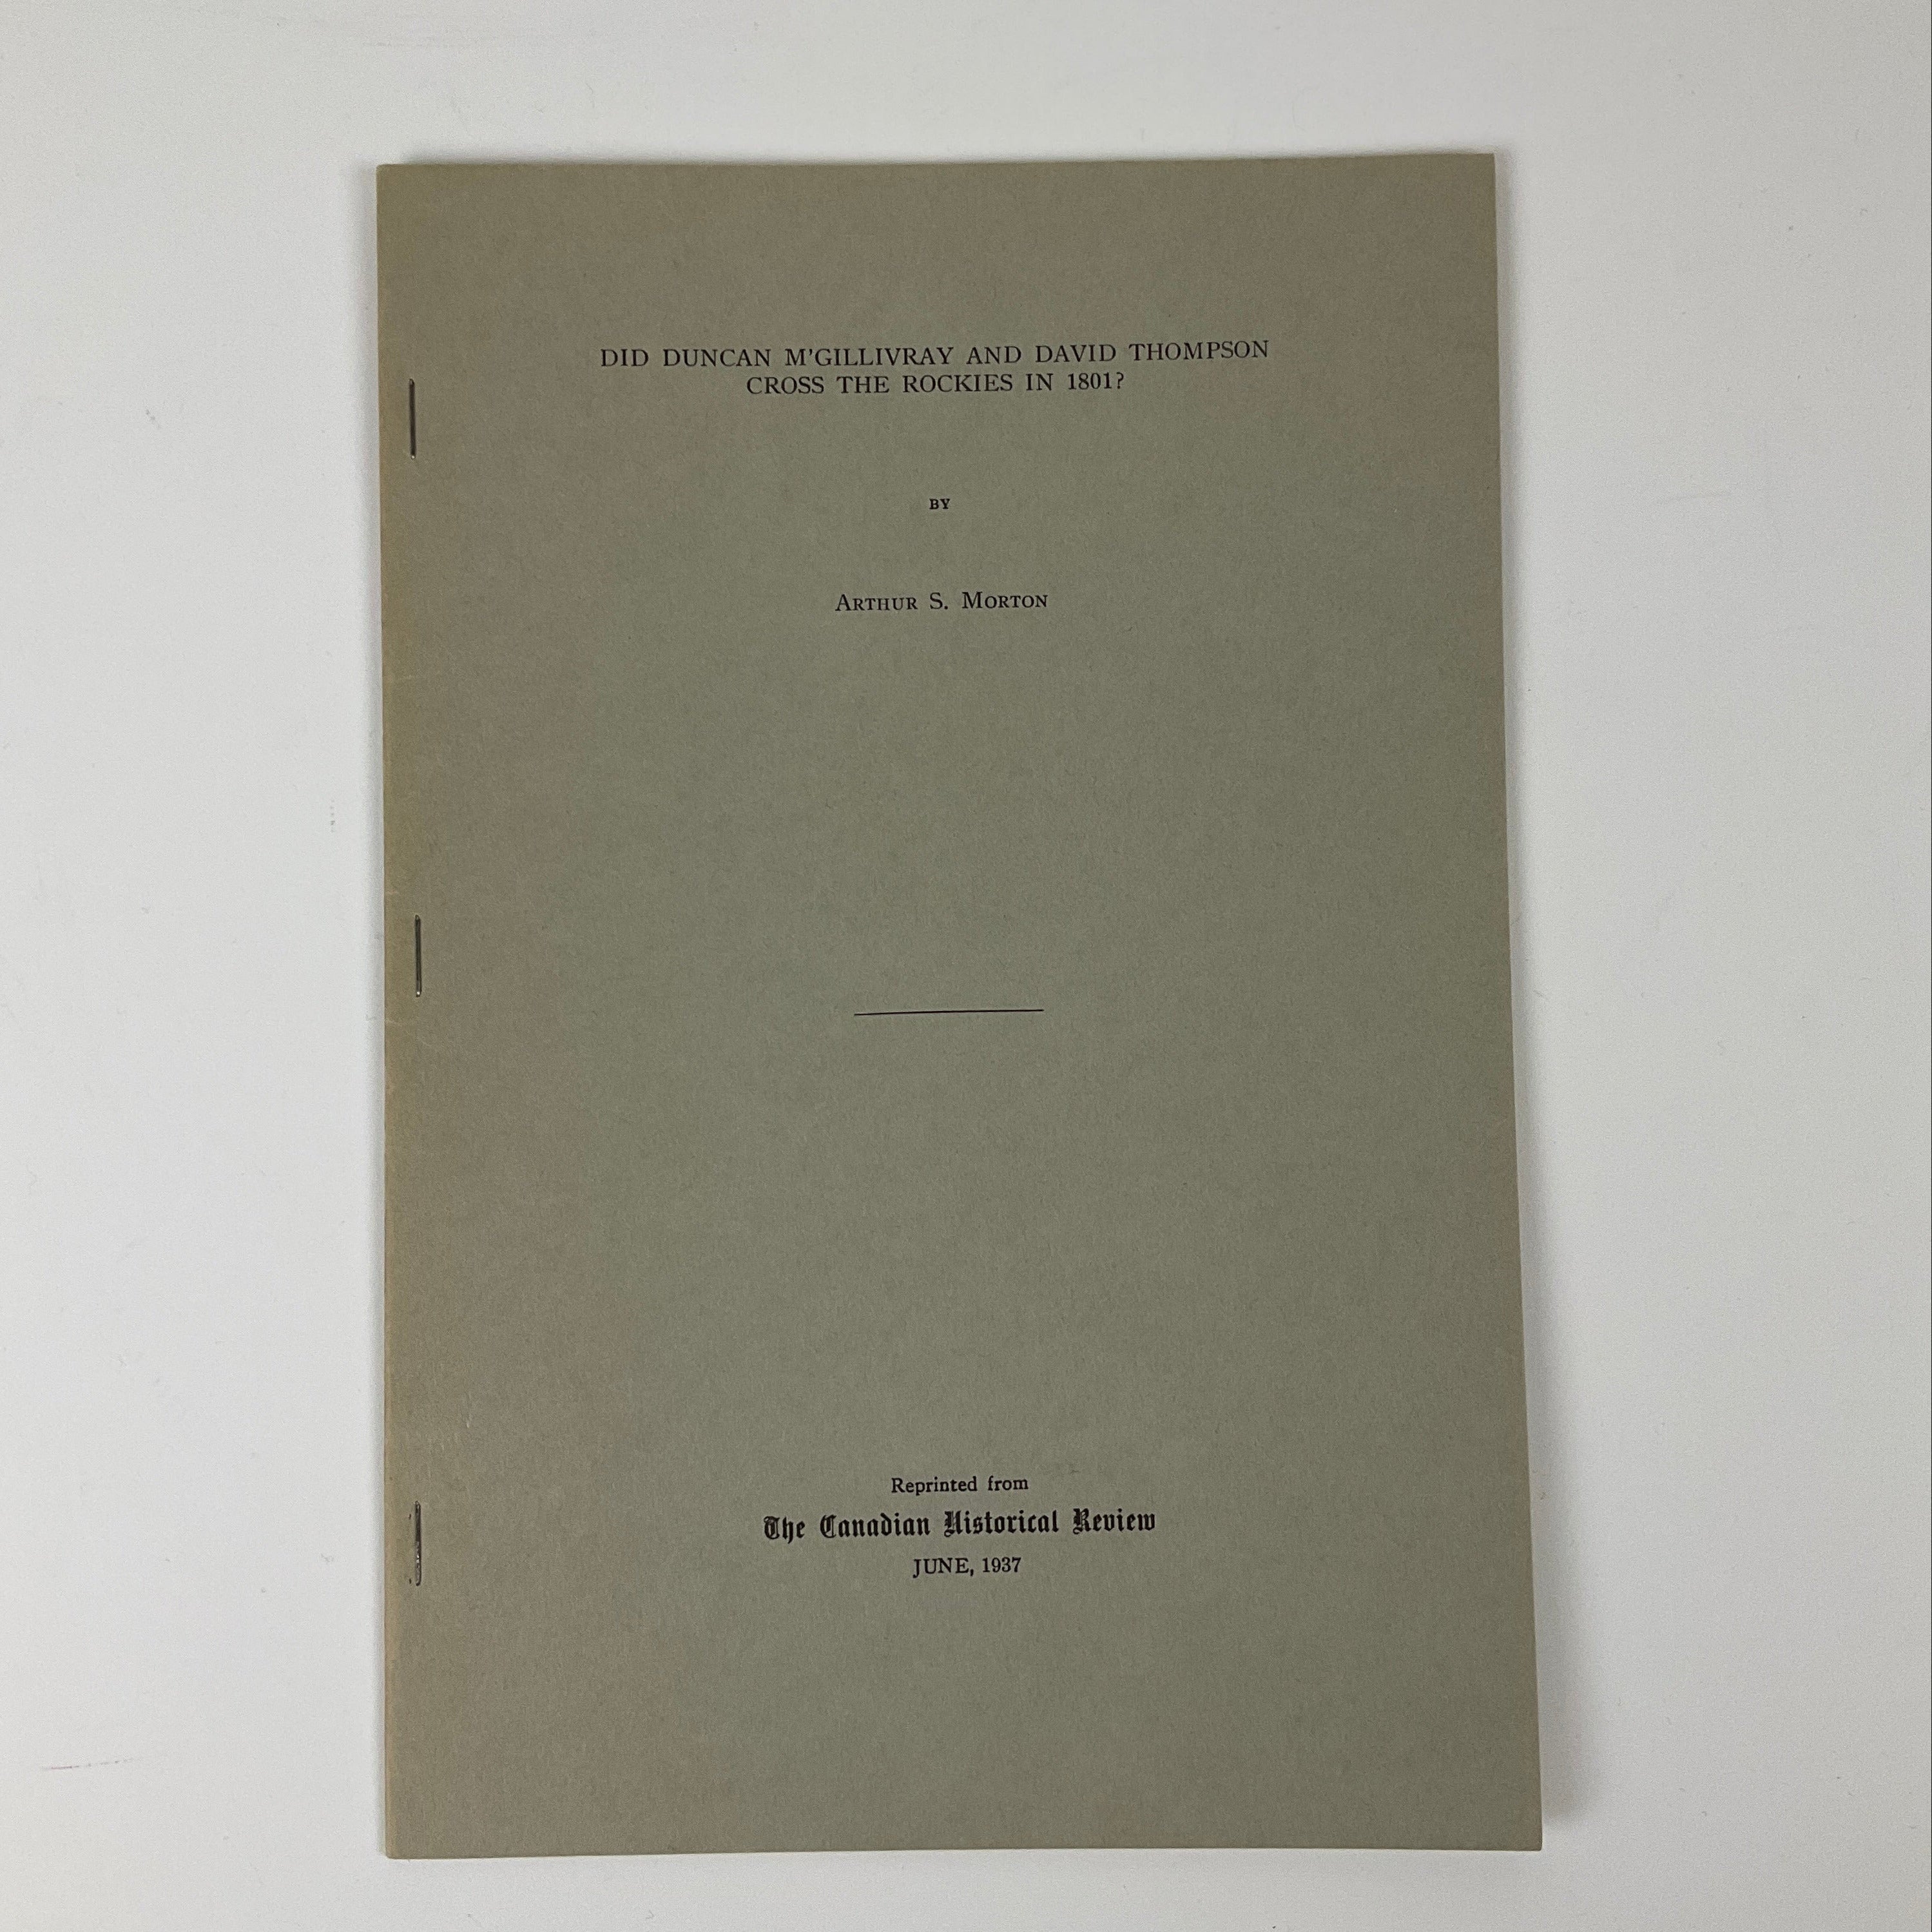 DID DUNCAN M'GILLIVRAY AND DAVID THOMPSON
CROSS THE ROCKIES IN 1801?
BY
ARTHUR S. MORTON
Reprinted from
The Canadian Historical Review
JUNE, 1937